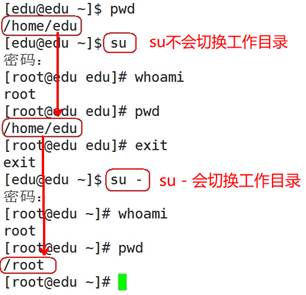 [edu@edu ~]$ pwd
/home/edu
[edu@edu ~]$ su su不会切换工作目录
密码：
[root@edu edu]# whoami
root
[root@edu edu]# pwd
/home/edu
[root@edu edu]# exit
exit
[edu@edu ~]$ su - su - 会切换工作目录
密码：
[root@edu ~]# whoami
root
[root@edu ~]# pwd
/root
[root@edu ~]#